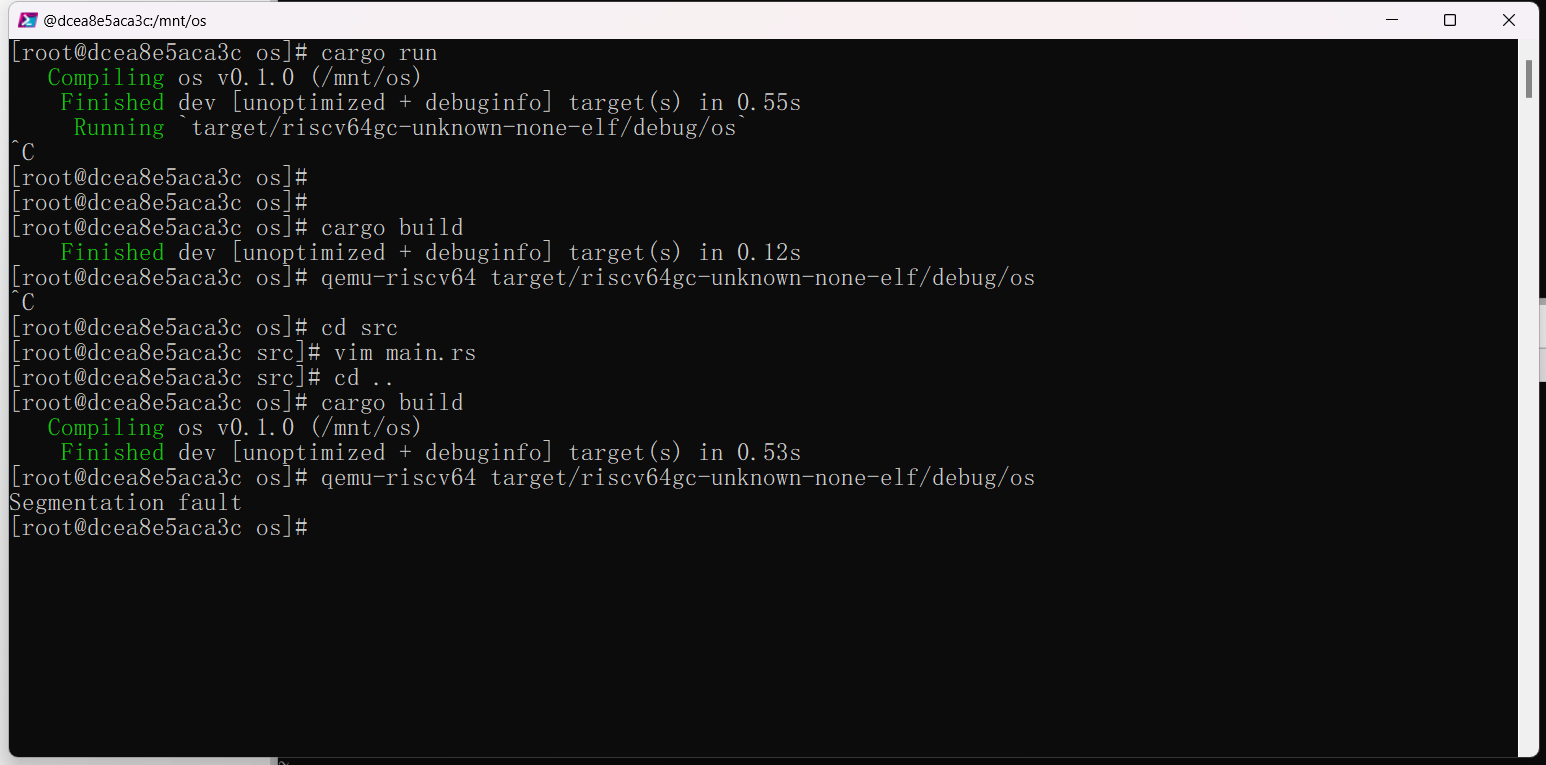 @dcea8e5aca3c:/mnt/os
[root@dcea8e5aca3c os]# cargo run
   Compiling os v0.1.0 (/mnt/os)
    Finished dev [unoptimized + debuginfo] target(s) in 0.55s
     Running `target/riscv64gc-unknown-none-elf/debug/os`
^C
[root@dcea8e5aca3c os]#
[root@dcea8e5aca3c os]#
[root@dcea8e5aca3c os]# cargo build
    Finished dev [unoptimized + debuginfo] target(s) in 0.12s
[root@dcea8e5aca3c os]# qemu-riscv64 target/riscv64gc-unknown-none-elf/debug/os
^C
[root@dcea8e5aca3c os]# cd src
[root@dcea8e5aca3c src]# vim main.rs
[root@dcea8e5aca3c src]# cd ..
[root@dcea8e5aca3c os]# cargo build
   Compiling os v0.1.0 (/mnt/os)
    Finished dev [unoptimized + debuginfo] target(s) in 0.53s
[root@dcea8e5aca3c os]# qemu-riscv64 target/riscv64gc-unknown-none-elf/debug/os
Segmentation fault
[root@dcea8e5aca3c os]#